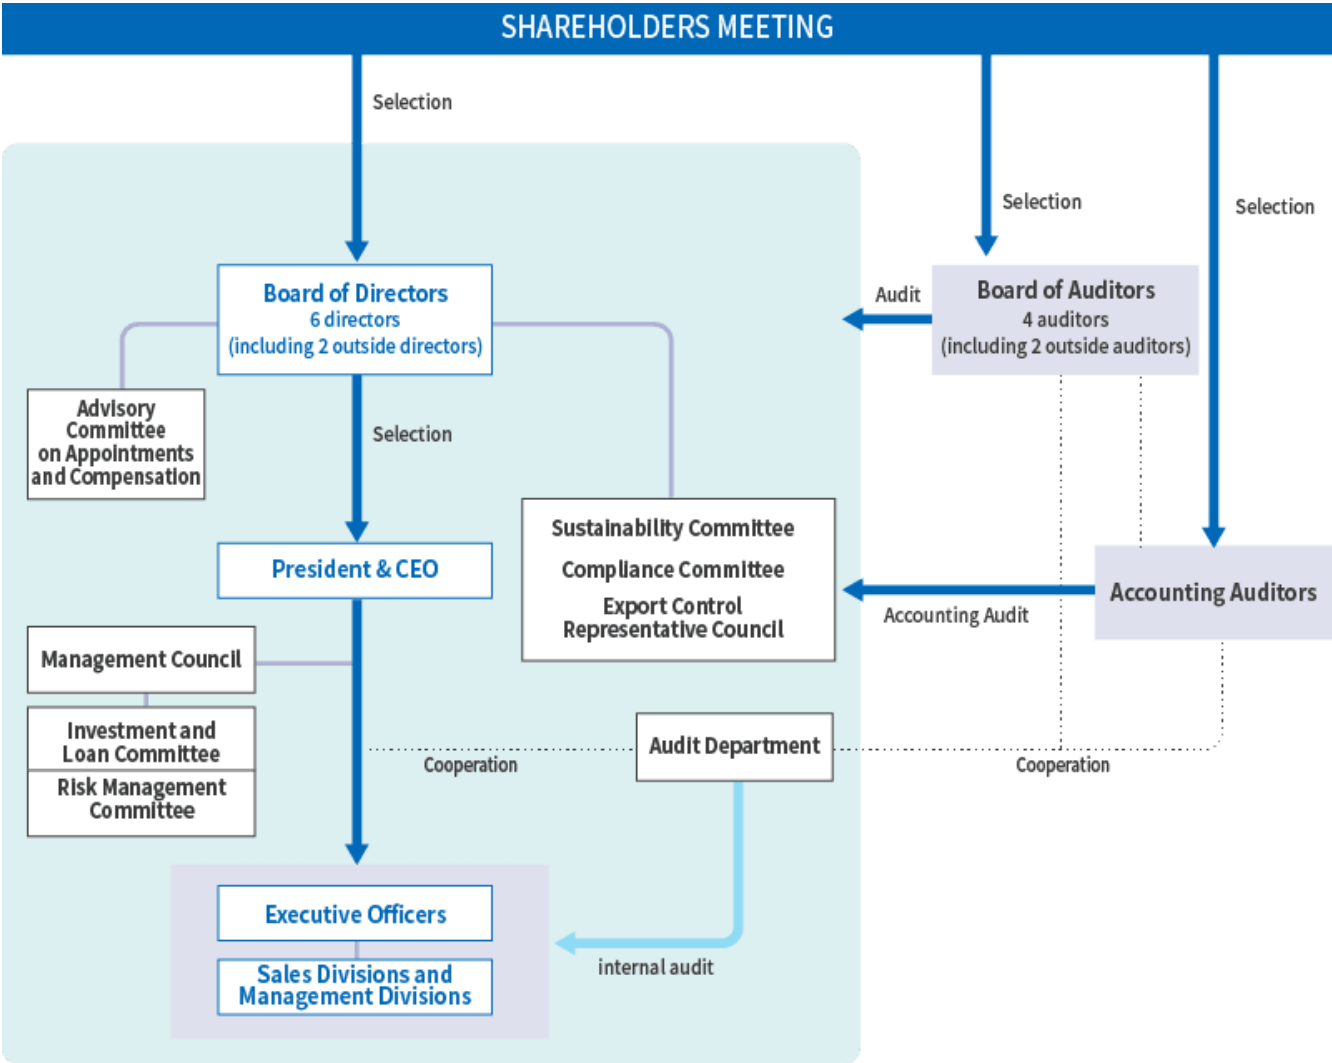 SHAREHOLDERS MEETING
Selection
Selection
Selection
Board of Directors
6 directors
(including 2 outside directors)
Audit
Board of Auditors
4 auditors
(including 2 outside auditors)
Advisory
Committee
on Appointments
and Compensation
Selection
Sustainability Committee
Compliance Committee
Export Control
Representative Council
President & CEO
Accounting Audit
Accounting Auditors
Management Council
Investment and
Loan Committee
Risk Management
Committee
Cooperation
Audit Department
Cooperation
Executive Officers
Sales Divisions and
Management Divisions
internal audit